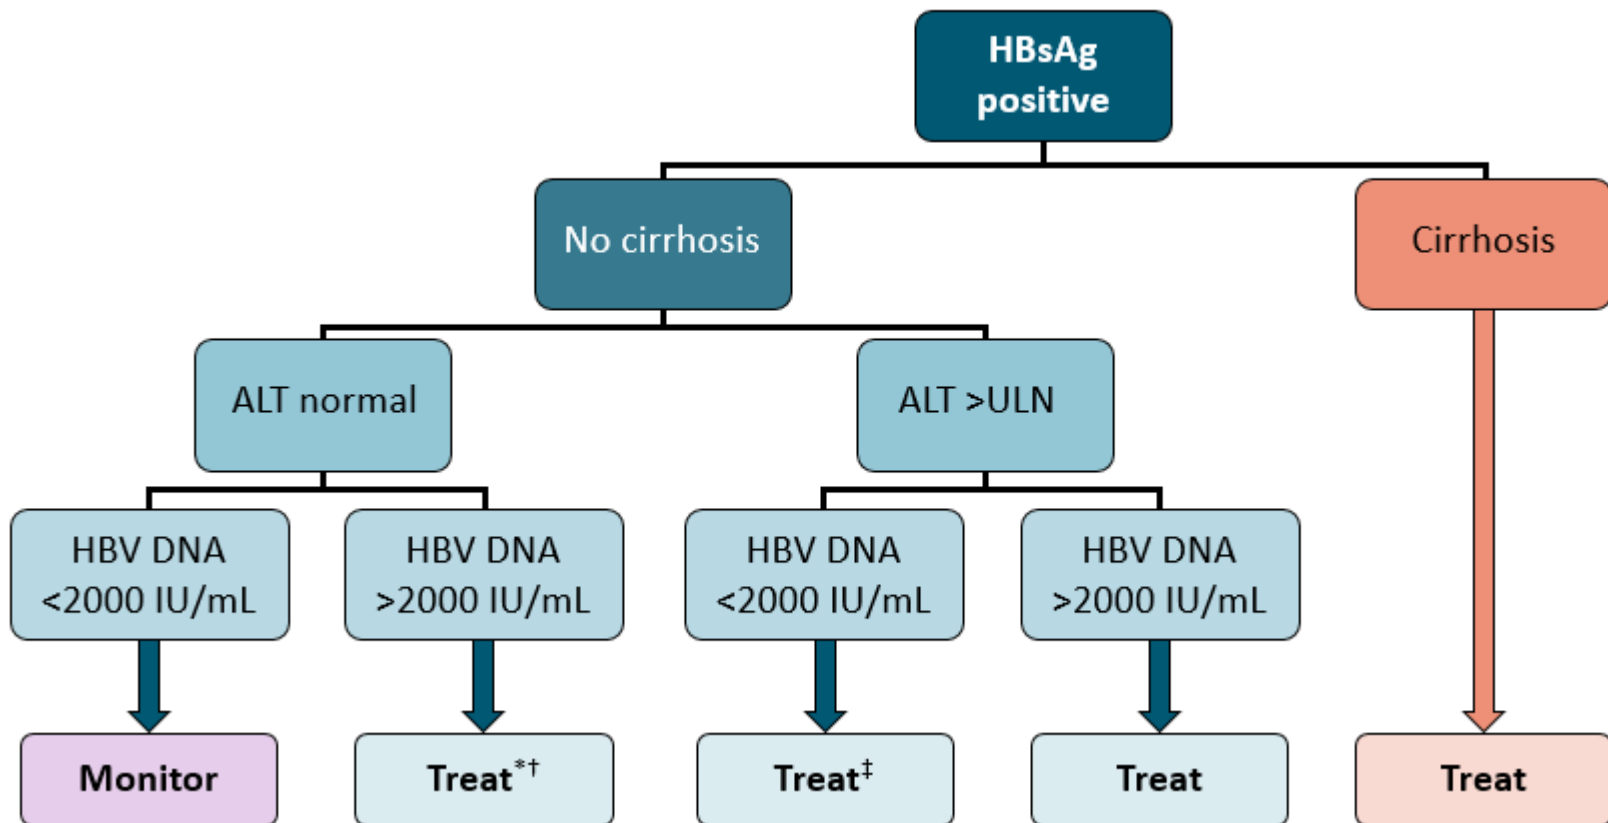 HBsAg
positive
No cirrhosis
Cirrhosis
ALT normal
ALT >ULN
HBV DNA
<2000 IU/mL
HBV DNA
>2000 IU/mL
HBV DNA
<2000 IU/mL
HBV DNA
>2000 IU/mL
Monitor
Treat*†
Treat‡
Treat
Treat